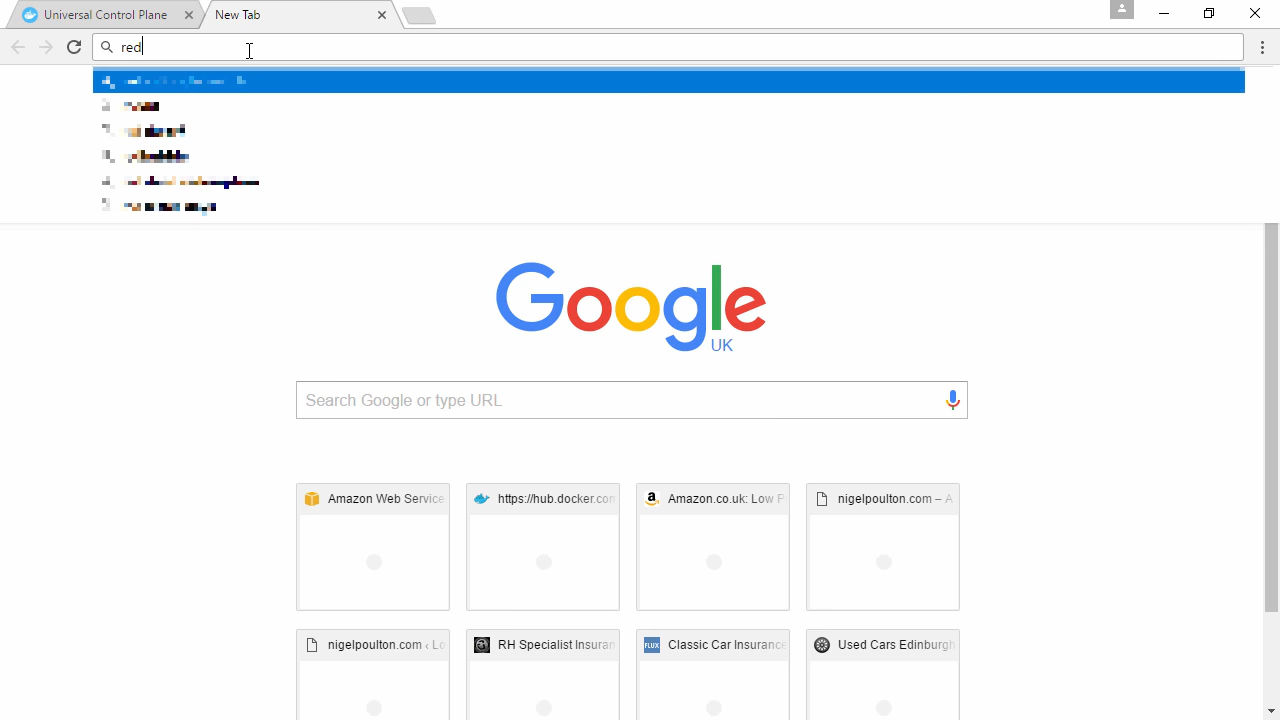 Universal Control Plane
New Tab
red
Google
UK
Search Google or type URL
Amazon Web Service
https://hub.docker.con
Amazon.co.uk: Low P
nigelpoulton.com – A
nigelpoulton.com ‹ Lo
RH Specialist Insuran
FLUX
Classic Car Insurance
Used Cars Edinburgh